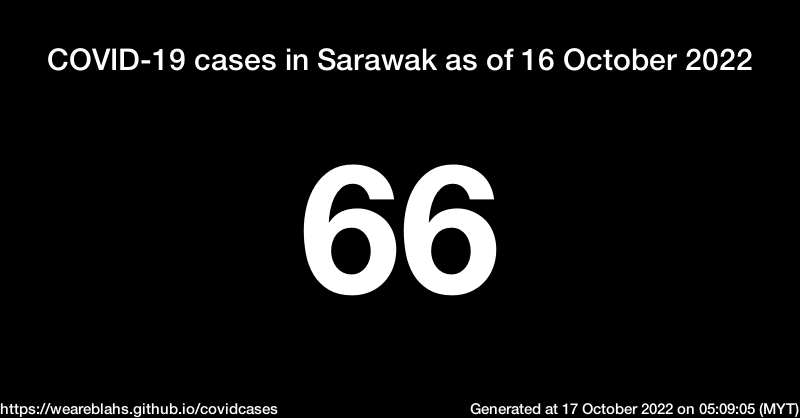 COVID-19 cases in Sarawak as of 16 October 2022
66
https://weareblahs.github.io/covidcases
Generated at 17 October 2022 on 05:09:05 (MYT)